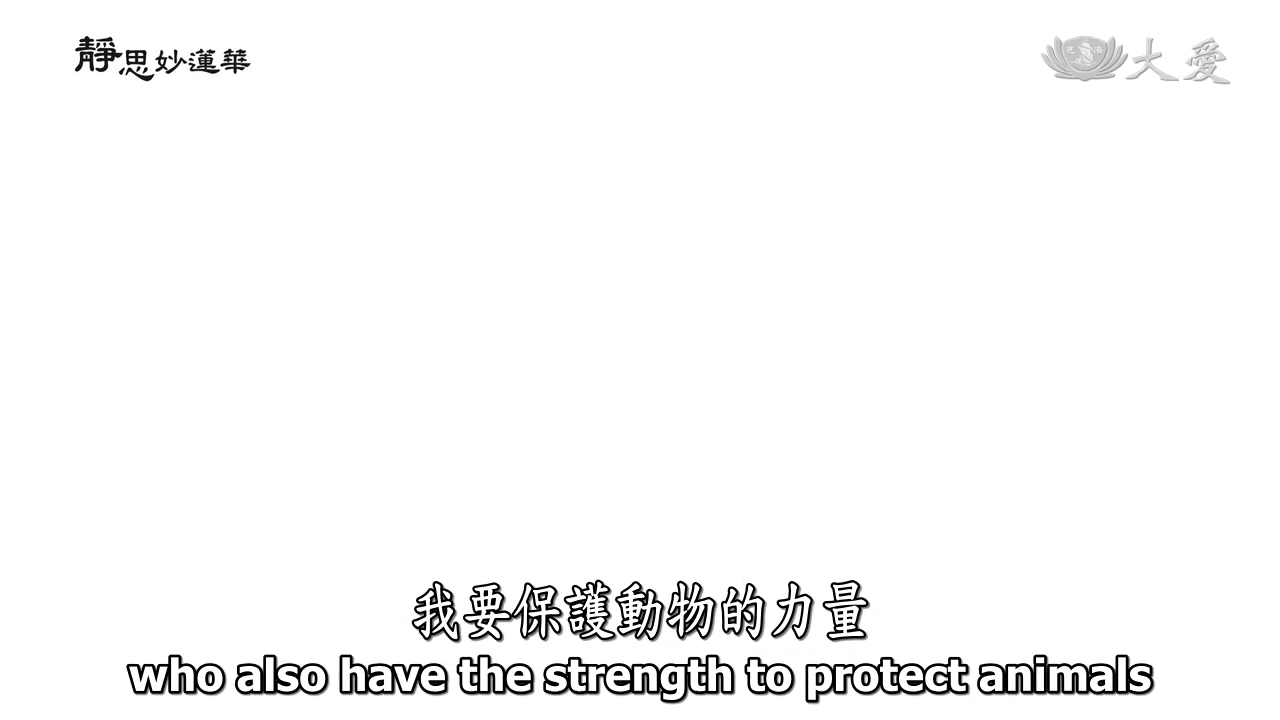 靜思妙蓮華
大愛
我要保護動物的力量
who also have the strength to protect animals